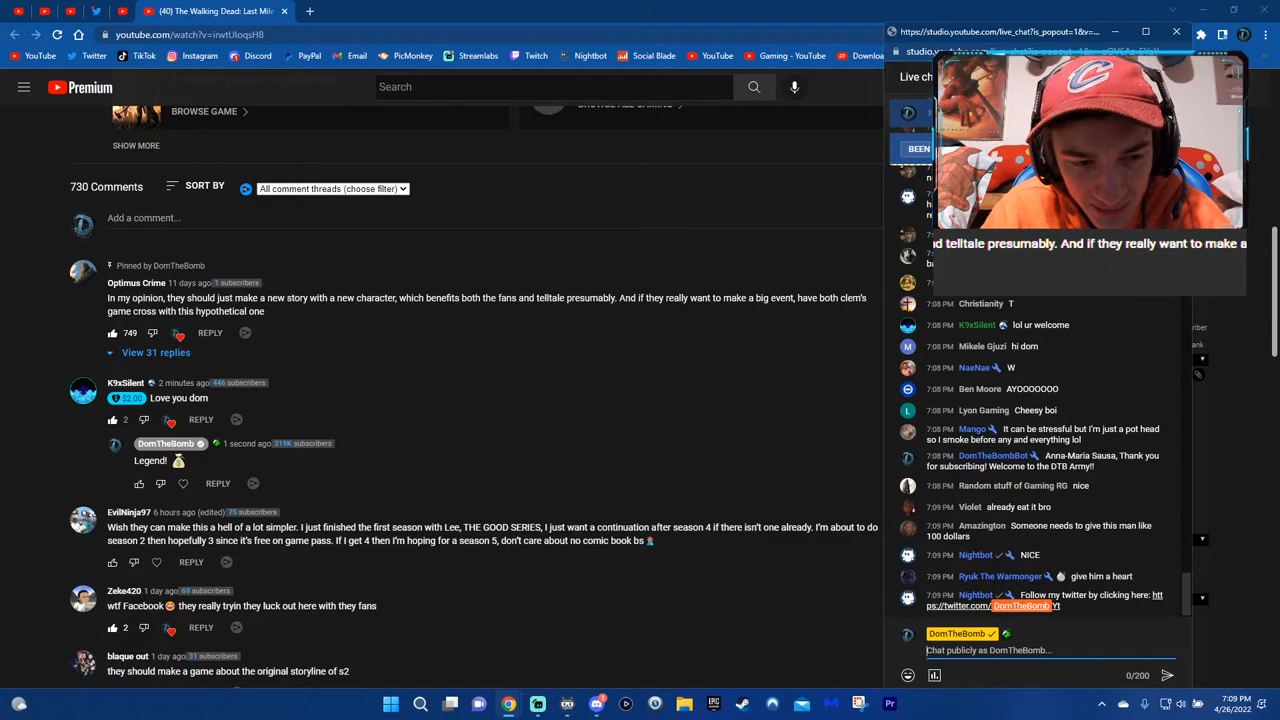 (40) The Walking Dead: Last Mile
https://studio.youtube.com/live_chat?is_popout=1&v=...
youtube.com/watch?v=irwtUIoqsH8
YouTube Twitter TikTok Instagram Discord PayPal Email PicMonkey Streamlabs Twitch Nightbot Social Blade YouTube Gaming - YouTube Downloa
Live ch
Premium
Search
BROWSE GAME
BROWSE ALL GAMING
SHOW MORE
BEEN
730 Comments SORT BY All comment threads (choose filter)
Add a comment...
d telltale presumably. And if they really want to make a
Pinned by DomTheBomb
Optimus Crime 11 days ago 1 subscribers
In my opinion, they should just make a new story with a new character, which benefits both the fans and telltale presumably. And if they really want to make a big event, have both clem's
game cross with this hypothetical one
749 REPLY
View 31 replies
K9xSilent 2 minutes ago 446 subscribers
$2.00 Love you dom
2 REPLY
DomTheBomb 1 second ago 319K subscribers
Legend!
REPLY
EvilNinja97 6 hours ago (edited) 75 subscribers
Wish they can make this a hell of a lot simpler. I just finished the first season with Lee, THE GOOD SERIES, I just want a continuation after season 4 if there isn't one already. I'm about to do
season 2 then hopefully 3 since it's free on game pass. If I get 4 then I'm hoping for a season 5, don't care about no comic book bs
REPLY
Zeke420 1 day ago 69 subscribers
wtf Facebook they really tryin they luck out here with they fans
2 REPLY
blaque out 1 day ago 31 subscribers
they should make a game about the original storyline of s2
7:08 PM Christianity T
7:08 PM K9xSilent lol ur welcome
7:08 PM Mikele Gjuzi hi dom
7:08 PM NaeNae W
7:08 PM Ben Moore AYOOOOOOO
7:08 PM Lyon Gaming Cheesy boi
7:08 PM Mango It can be stressful but I'm just a pot head
so I smoke before any and everything lol
7:08 PM DomTheBombBot Anna-Maria Sausa, Thank you
for subscribing! Welcome to the DTB Army!!
7:08 PM Random stuff of Gaming RG nice
7:08 PM Violet already eat it bro
7:09 PM Amazington Someone needs to give this man like
100 dollars
7:09 PM Nightbot NICE
7:09 PM Ryuk The Warmonger give him a heart
7:09 PM Nightbot Follow my twitter by clicking here: htt
ps://twitter.com/DomTheBombYt
DomTheBomb
Chat publicly as DomTheBomb...
0/200
7:09 PM
4/26/2022